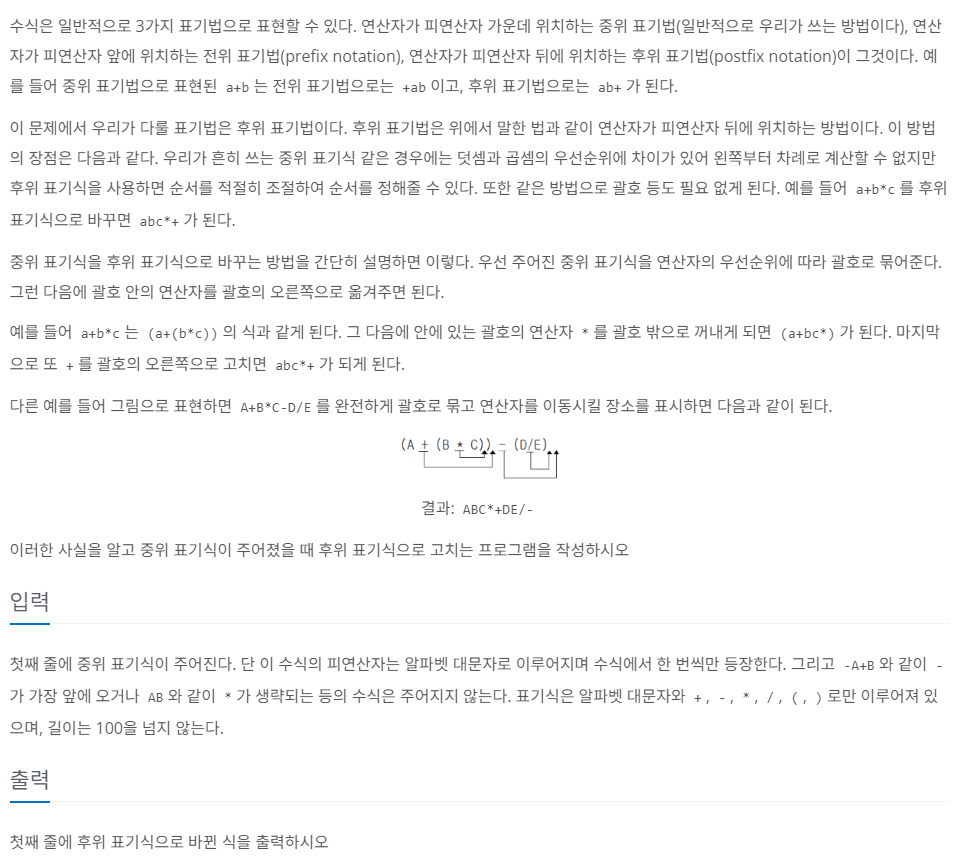 수식은 일반적으로 3가지 표기법으로 표현할 수 있다. 연산자가 피연산자 가운데 위치하는 중위 표기법(일반적으로 우리가 쓰는 방법이다), 연산
자가 피연산자 앞에 위치하는 전위 표기법(prefix notation), 연산자가 피연산자 뒤에 위치하는 후위 표기법(postfix notation)이 그것이다. 예
를 들어 중위 표기법으로 표현된 a+b 는 전위 표기법으로는 +ab 이고, 후위 표기법으로는 ab+ 가 된다.
이 문제에서 우리가 다룰 표기법은 후위 표기법이다. 후위 표기법은 위에서 말한 법과 같이 연산자가 피연산자 뒤에 위치하는 방법이다. 이 방법
의 장점은 다음과 같다. 우리가 흔히 쓰는 중위 표기식 같은 경우에는 덧셈과 곱셈의 우선순위에 차이가 있어 왼쪽부터 차례로 계산할 수 없지만
후위 표기식을 사용하면 순서를 적절히 조절하여 순서를 정해줄 수 있다. 또한 같은 방법으로 괄호 등도 필요 없게 된다. 예를 들어 a+b*c 를 후위
표기식으로 바꾸면 abc*+ 가 된다.
중위 표기식을 후위 표기식으로 바꾸는 방법을 간단히 설명하면 이렇다. 우선 주어진 중위 표기식을 연산자의 우선순위에 따라 괄호로 묶어준다.
그런 다음에 괄호 안의 연산자를 괄호의 오른쪽으로 옮겨주면 된다.
예를 들어 a+b*c 는 (a+(b*c)) 의 식과 같게 된다. 그 다음에 안에 있는 괄호의 연산자 * 를 괄호 밖으로 꺼내게 되면 (a+bc*) 가 된다. 마지막
으로 또 + 를 괄호의 오른쪽으로 고치면 abc*+ 가 되게 된다.
다른 예를 들어 그림으로 표현하면 A+B*C-D/E 를 완전하게 괄호로 묶고 연산자를 이동시킬 장소를 표시하면 다음과 같이 된다.
(A + (B * C)) - (D/E)
결과: ABC*+DE/-
이러한 사실을 알고 중위 표기식이 주어졌을 때 후위 표기식으로 고치는 프로그램을 작성하시오
입력
첫째 줄에 중위 표기식이 주어진다. 단 이 수식의 피연산자는 알파벳 대문자로 이루어지며 수식에서 한 번씩만 등장한다. 그리고 -A+B 와 같이 -
가 가장 앞에 오거나 AB 와 같이 * 가 생략되는 등의 수식은 주어지지 않는다. 표기식은 알파벳 대문자와 +, -, *, /, (, ) 로만 이루어져 있
으며, 길이는 100을 넘지 않는다.
출력
첫째 줄에 후위 표기식으로 바뀐 식을 출력하시오